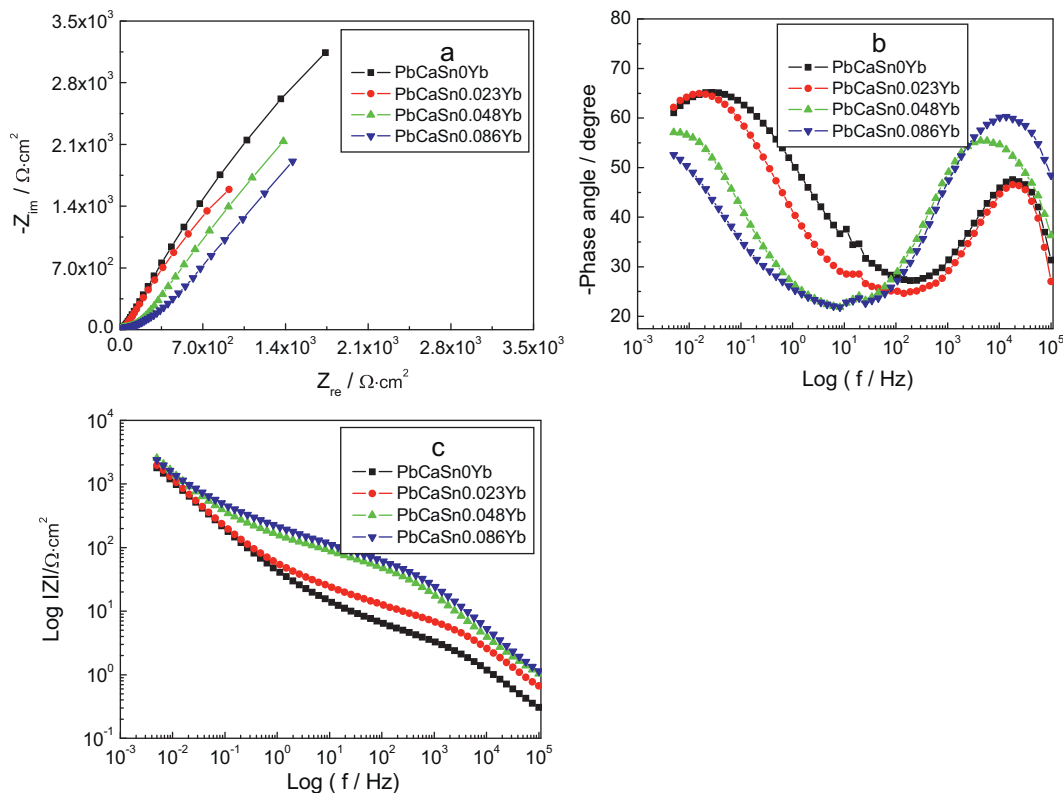 a
PbCaSn0Yb
PbCaSn0.023Yb
PbCaSn0.048Yb
PbCaSn0.086Yb
3.5x10³
2.8x10³
2.1x10³
1.4x10³
7.0x10²
0.0
-Z_im / Ω·cm²
0.0 7.0x10² 1.4x10³ 2.1x10³ 2.8x10³ 3.5x10³
Z_re / Ω·cm²
b
PbCaSn0Yb
PbCaSn0.023Yb
PbCaSn0.048Yb
PbCaSn0.086Yb
80
70
60
50
40
30
20
-Phase angle / degree
10⁻³ 10⁻² 10⁻¹ 10⁰ 10¹ 10² 10³ 10⁴ 10⁵
Log ( f / Hz)
c
PbCaSn0Yb
PbCaSn0.023Yb
PbCaSn0.048Yb
PbCaSn0.086Yb
10⁴
10³
10²
10¹
10⁰
10⁻¹
Log |Z|/Ω·cm²
10⁻³ 10⁻² 10⁻¹ 10⁰ 10¹ 10² 10³ 10⁴ 10⁵
Log ( f / Hz)